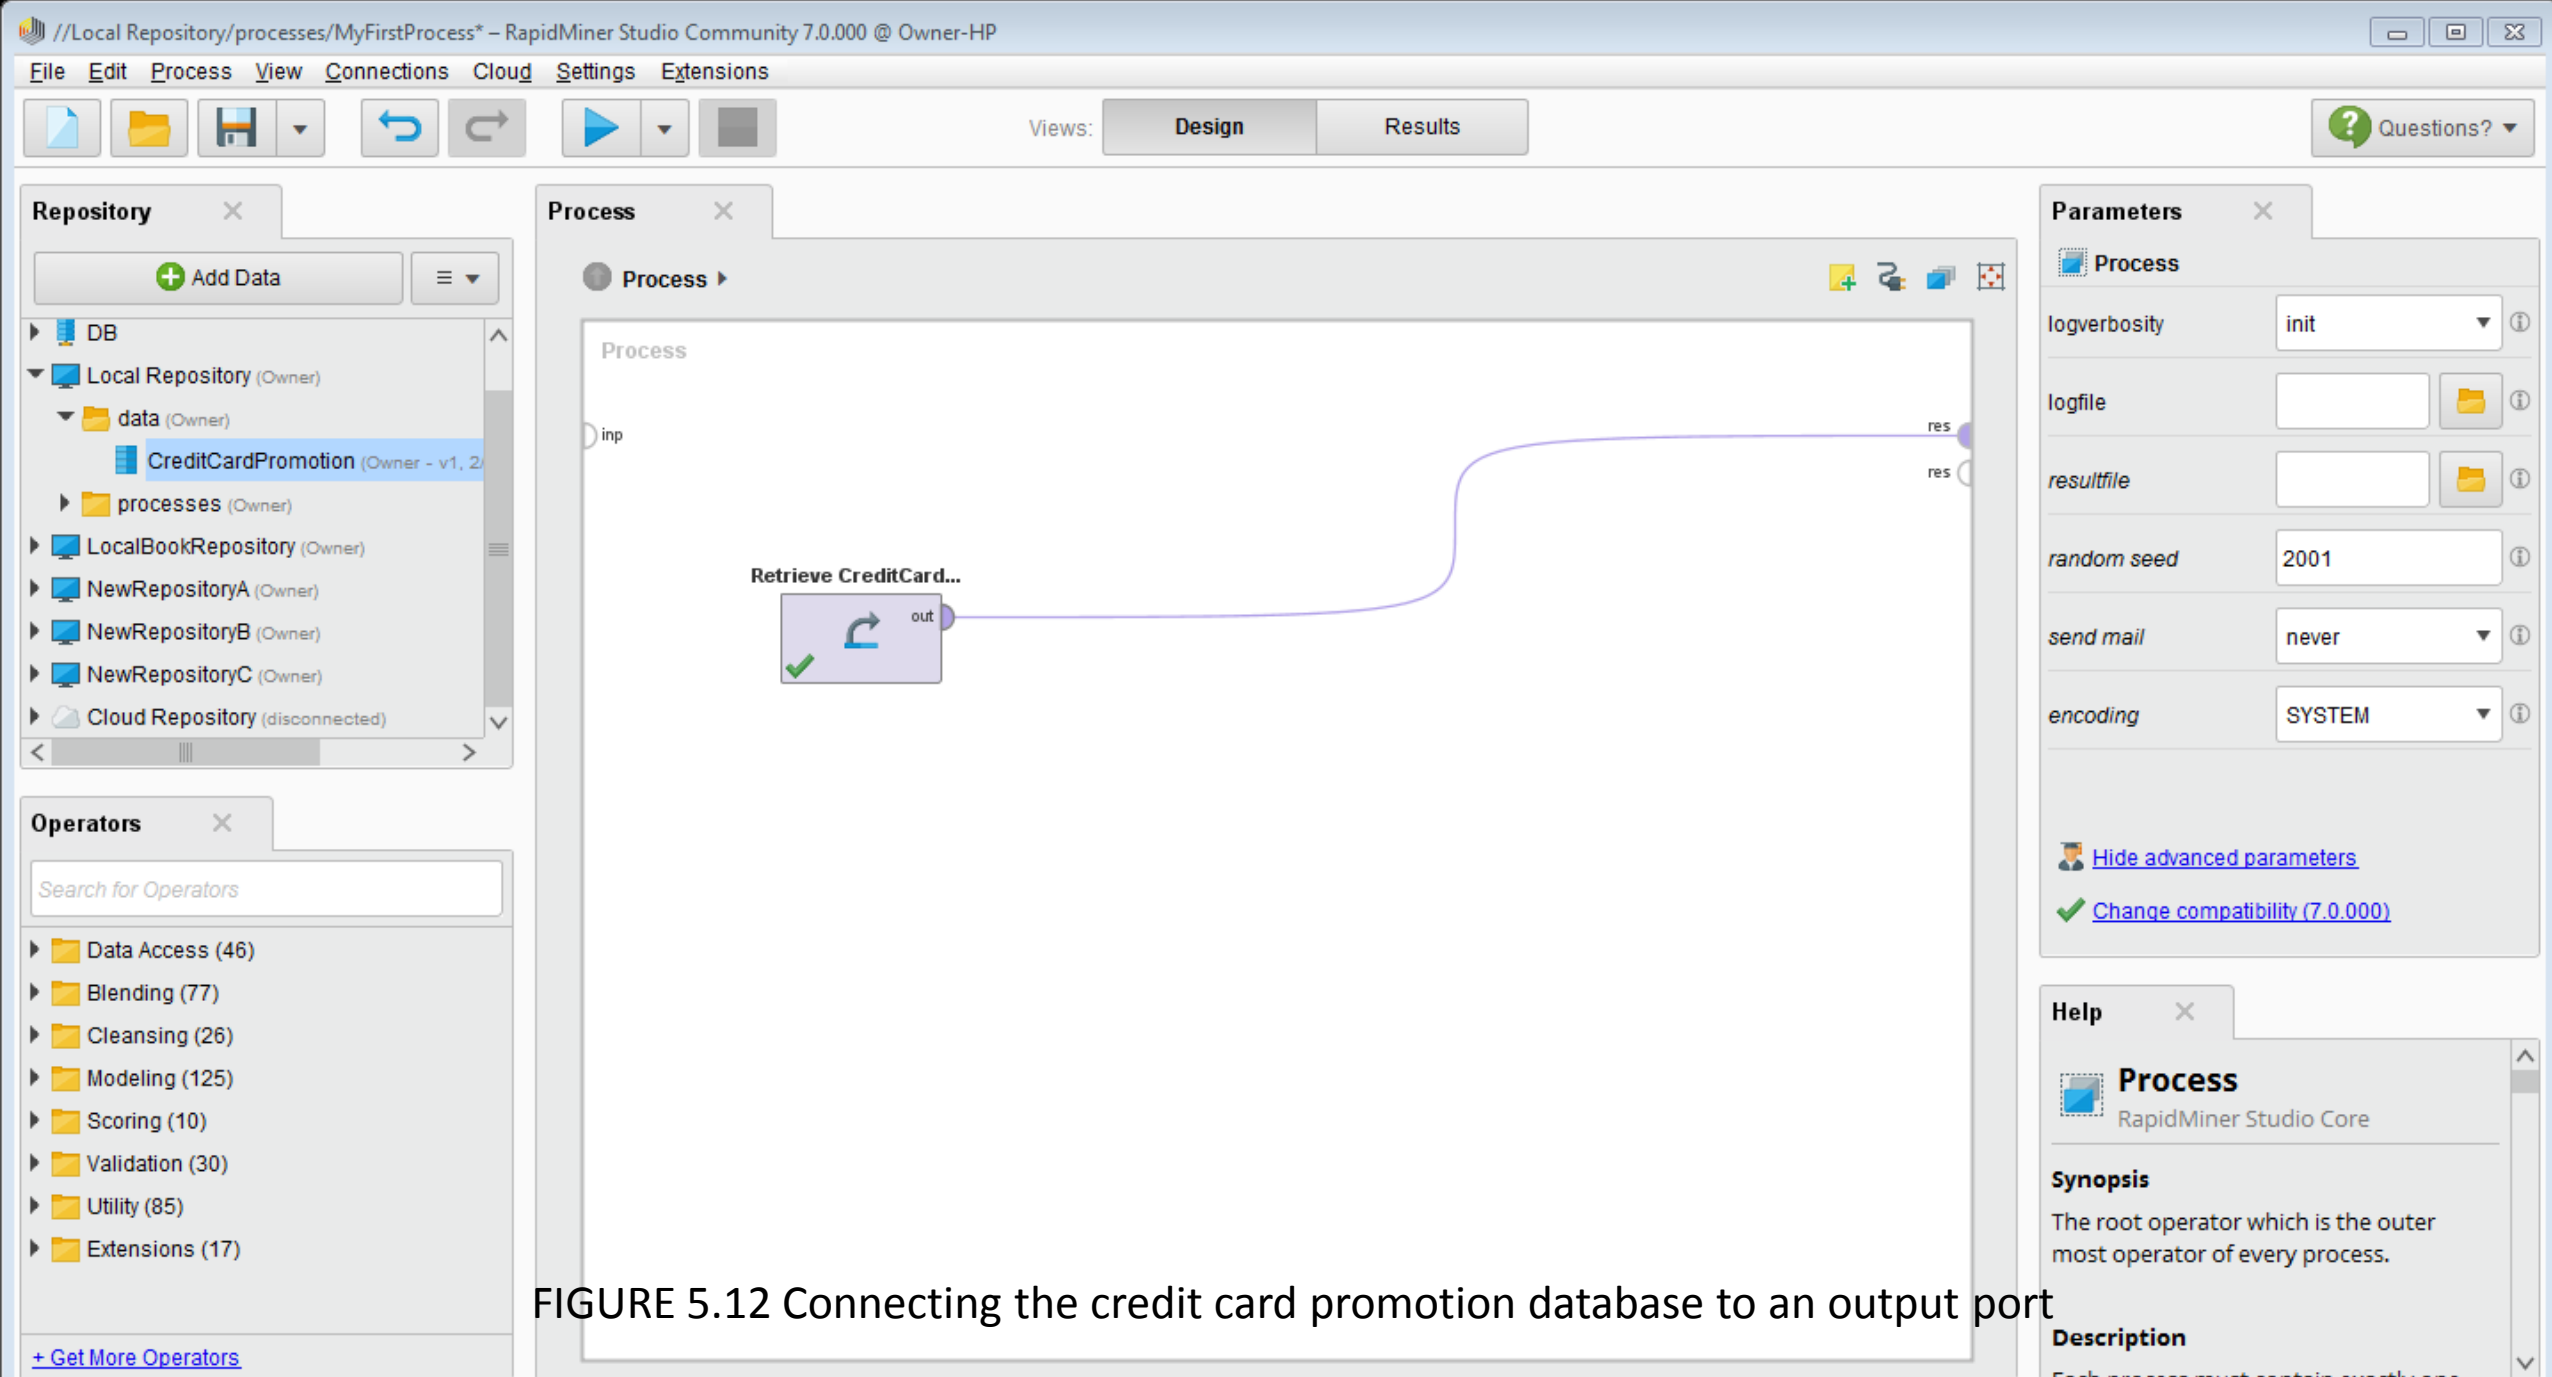 //Local Repository/processes/MyFirstProcess* – RapidMiner Studio Community 7.0.000 @ Owner-HP
File Edit Process View Connections Cloud Settings Extensions
Views: Design Results
Questions?
Repository
Add Data
DB
Local Repository (Owner)
data (Owner)
CreditCardPromotion (Owner - v1, 2/
processes (Owner)
LocalBookRepository (Owner)
NewRepositoryA (Owner)
NewRepositoryB (Owner)
NewRepositoryC (Owner)
Cloud Repository (disconnected)
Operators
Search for Operators
Data Access (46)
Blending (77)
Cleansing (26)
Modeling (125)
Scoring (10)
Validation (30)
Utility (85)
Extensions (17)
+ Get More Operators
Process
Process
Process
inp
res
res
Retrieve CreditCard...
out
FIGURE 5.12 Connecting the credit card promotion database to an output port
Parameters
Process
logverbosity init
logfile
resultfile
random seed 2001
send mail never
encoding SYSTEM
Hide advanced parameters
Change compatibility (7.0.000)
Help
Process
RapidMiner Studio Core
Synopsis
The root operator which is the outer
most operator of every process.
Description
Each process must contain exactly one